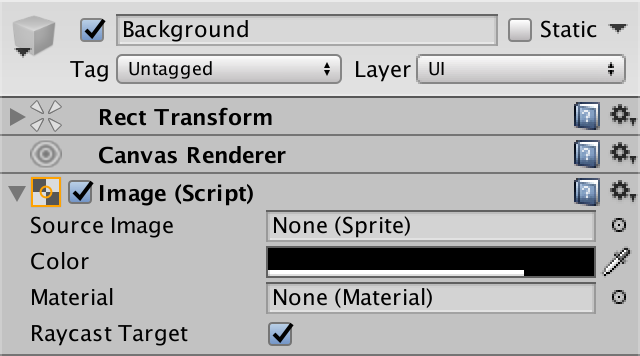 Background Static
Tag Untagged Layer UI
Rect Transform
Canvas Renderer
Image (Script)
Source Image None (Sprite)
Color
Material None (Material)
Raycast Target